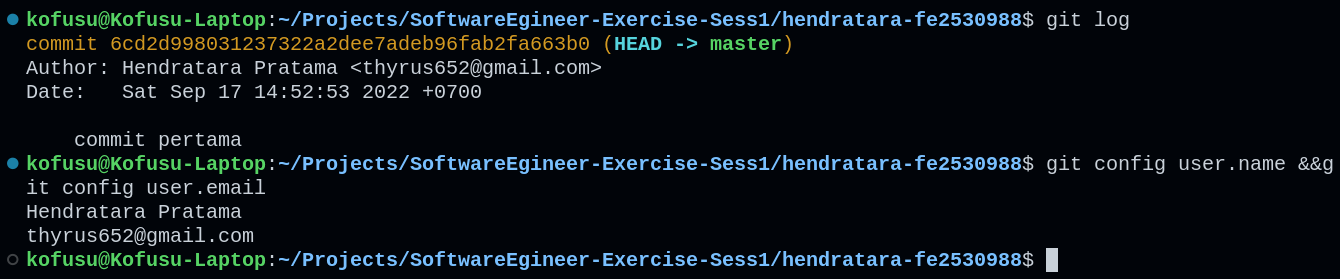 kofusu@Kofusu-Laptop:~/Projects/SoftwareEgineer-Exercise-Sess1/hendratara-fe2530988$ git log
commit 6cd2d998031237322a2dee7adeb96fab2fa663b0 (HEAD -> master)
Author: Hendratara Pratama <thyrus652@gmail.com>
Date:   Sat Sep 17 14:52:53 2022 +0700

    commit pertama
kofusu@Kofusu-Laptop:~/Projects/SoftwareEgineer-Exercise-Sess1/hendratara-fe2530988$ git config user.name &&g
it config user.email
Hendratara Pratama
thyrus652@gmail.com
kofusu@Kofusu-Laptop:~/Projects/SoftwareEgineer-Exercise-Sess1/hendratara-fe2530988$